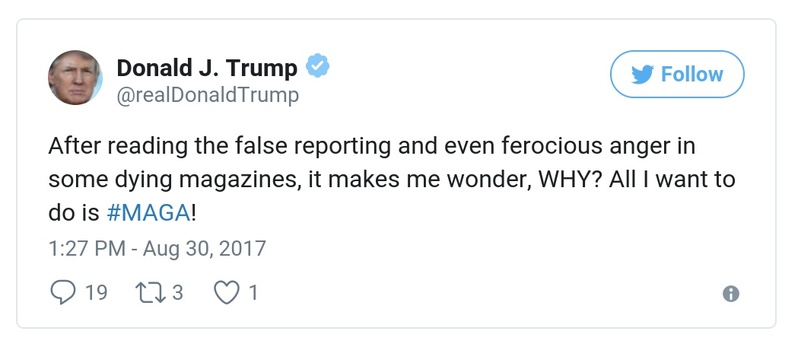 Donald J. Trump
Follow
@realDonaldTrump
After reading the false reporting and even ferocious anger in
some dying magazines, it makes me wonder, WHY? All I want to
do is #MAGA!
1:27 PM - Aug 30, 2017
19 3 1